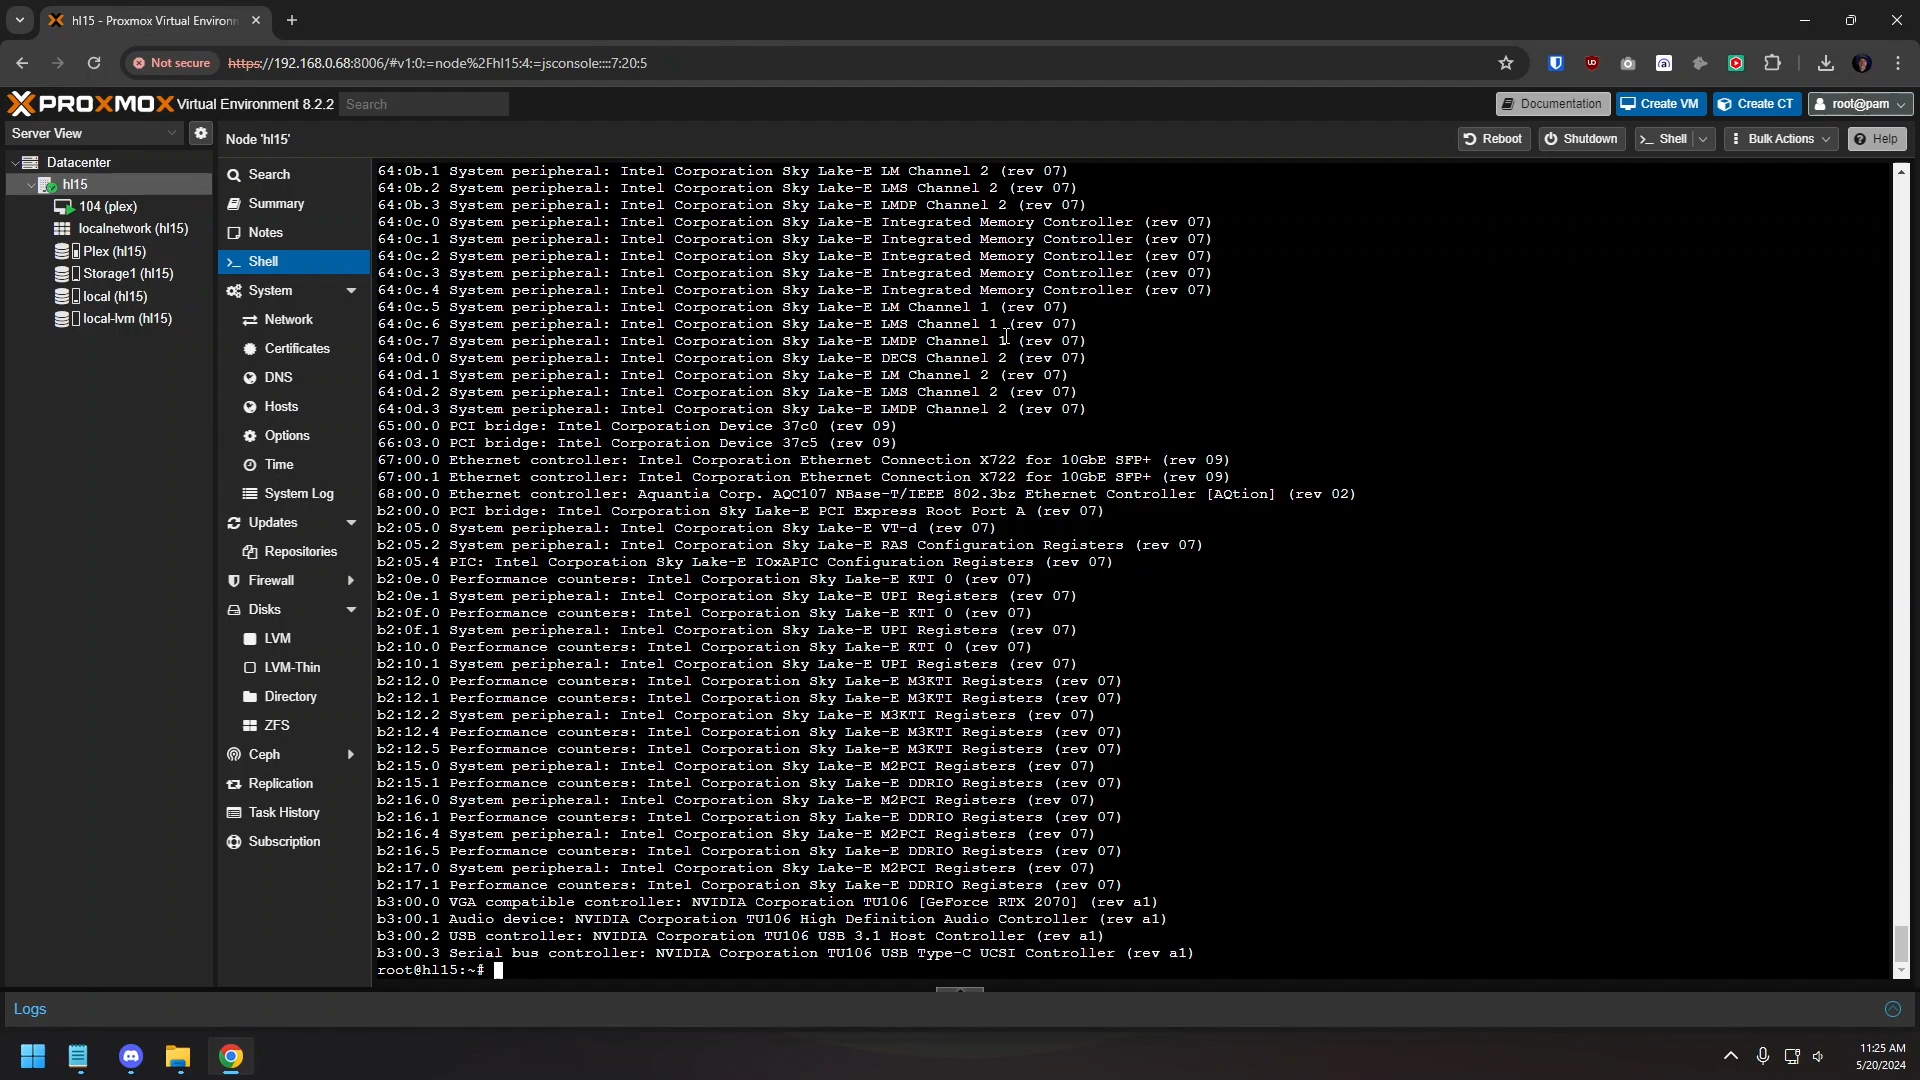 hl15 - Proxmox Virtual Environm
Not secure
https://192.168.0.68:8006/#v1:0:=node%2Fhl15:4:=jsconsole::::7:20:5
PROXMOX Virtual Environment 8.2.2
Search
Documentation
Create VM
Create CT
root@pam
Server View
Node 'hl15'
Reboot
Shutdown
Shell
Bulk Actions
Help
Datacenter
hl15
104 (plex)
localnetwork (hl15)
Plex (hl15)
Storage1 (hl15)
local (hl15)
local-lvm (hl15)
Search
Summary
Notes
Shell
System
Network
Certificates
DNS
Hosts
Options
Time
System Log
Updates
Repositories
Firewall
Disks
LVM
LVM-Thin
Directory
ZFS
Ceph
Replication
Task History
Subscription
64:0b.1 System peripheral: Intel Corporation Sky Lake-E LM Channel 2 (rev 07)
64:0b.2 System peripheral: Intel Corporation Sky Lake-E LMS Channel 2 (rev 07)
64:0b.3 System peripheral: Intel Corporation Sky Lake-E LMDP Channel 2 (rev 07)
64:0c.0 System peripheral: Intel Corporation Sky Lake-E Integrated Memory Controller (rev 07)
64:0c.1 System peripheral: Intel Corporation Sky Lake-E Integrated Memory Controller (rev 07)
64:0c.2 System peripheral: Intel Corporation Sky Lake-E Integrated Memory Controller (rev 07)
64:0c.3 System peripheral: Intel Corporation Sky Lake-E Integrated Memory Controller (rev 07)
64:0c.4 System peripheral: Intel Corporation Sky Lake-E Integrated Memory Controller (rev 07)
64:0c.5 System peripheral: Intel Corporation Sky Lake-E LM Channel 1 (rev 07)
64:0c.6 System peripheral: Intel Corporation Sky Lake-E LMS Channel 1 (rev 07)
64:0c.7 System peripheral: Intel Corporation Sky Lake-E LMDP Channel 1 (rev 07)
64:0d.0 System peripheral: Intel Corporation Sky Lake-E DECS Channel 2 (rev 07)
64:0d.1 System peripheral: Intel Corporation Sky Lake-E LM Channel 2 (rev 07)
64:0d.2 System peripheral: Intel Corporation Sky Lake-E LMS Channel 2 (rev 07)
64:0d.3 System peripheral: Intel Corporation Sky Lake-E LMDP Channel 2 (rev 07)
65:00.0 PCI bridge: Intel Corporation Device 37c0 (rev 09)
66:03.0 PCI bridge: Intel Corporation Device 37c5 (rev 09)
67:00.0 Ethernet controller: Intel Corporation Ethernet Connection X722 for 10GbE SFP+ (rev 09)
67:00.1 Ethernet controller: Intel Corporation Ethernet Connection X722 for 10GbE SFP+ (rev 09)
68:00.0 Ethernet controller: Aquantia Corp. AQC107 NBase-T/IEEE 802.3bz Ethernet Controller [AQtion] (rev 02)
b2:00.0 PCI bridge: Intel Corporation Sky Lake-E PCI Express Root Port A (rev 07)
b2:05.0 System peripheral: Intel Corporation Sky Lake-E VT-d (rev 07)
b2:05.2 System peripheral: Intel Corporation Sky Lake-E RAS Configuration Registers (rev 07)
b2:05.4 PIC: Intel Corporation Sky Lake-E IOxAPIC Configuration Registers (rev 07)
b2:0e.0 Performance counters: Intel Corporation Sky Lake-E KTI 0 (rev 07)
b2:0e.1 System peripheral: Intel Corporation Sky Lake-E UPI Registers (rev 07)
b2:0f.0 Performance counters: Intel Corporation Sky Lake-E KTI 0 (rev 07)
b2:0f.1 System peripheral: Intel Corporation Sky Lake-E UPI Registers (rev 07)
b2:10.0 Performance counters: Intel Corporation Sky Lake-E KTI 0 (rev 07)
b2:10.1 System peripheral: Intel Corporation Sky Lake-E UPI Registers (rev 07)
b2:12.0 Performance counters: Intel Corporation Sky Lake-E M3KTI Registers (rev 07)
b2:12.1 Performance counters: Intel Corporation Sky Lake-E M3KTI Registers (rev 07)
b2:12.2 System peripheral: Intel Corporation Sky Lake-E M3KTI Registers (rev 07)
b2:12.4 Performance counters: Intel Corporation Sky Lake-E M3KTI Registers (rev 07)
b2:12.5 Performance counters: Intel Corporation Sky Lake-E M3KTI Registers (rev 07)
b2:15.0 System peripheral: Intel Corporation Sky Lake-E M2PCI Registers (rev 07)
b2:15.1 Performance counters: Intel Corporation Sky Lake-E DDRIO Registers (rev 07)
b2:16.0 System peripheral: Intel Corporation Sky Lake-E M2PCI Registers (rev 07)
b2:16.1 Performance counters: Intel Corporation Sky Lake-E DDRIO Registers (rev 07)
b2:16.4 System peripheral: Intel Corporation Sky Lake-E M2PCI Registers (rev 07)
b2:16.5 Performance counters: Intel Corporation Sky Lake-E DDRIO Registers (rev 07)
b2:17.0 System peripheral: Intel Corporation Sky Lake-E M2PCI Registers (rev 07)
b2:17.1 Performance counters: Intel Corporation Sky Lake-E DDRIO Registers (rev 07)
b3:00.0 VGA compatible controller: NVIDIA Corporation TU106 [GeForce RTX 2070] (rev a1)
b3:00.1 Audio device: NVIDIA Corporation TU106 High Definition Audio Controller (rev a1)
b3:00.2 USB controller: NVIDIA Corporation TU106 USB 3.1 Host Controller (rev a1)
b3:00.3 Serial bus controller: NVIDIA Corporation TU106 USB Type-C UCSI Controller (rev a1)
root@hl15:~#
Logs
11:25 AM
5/20/2024